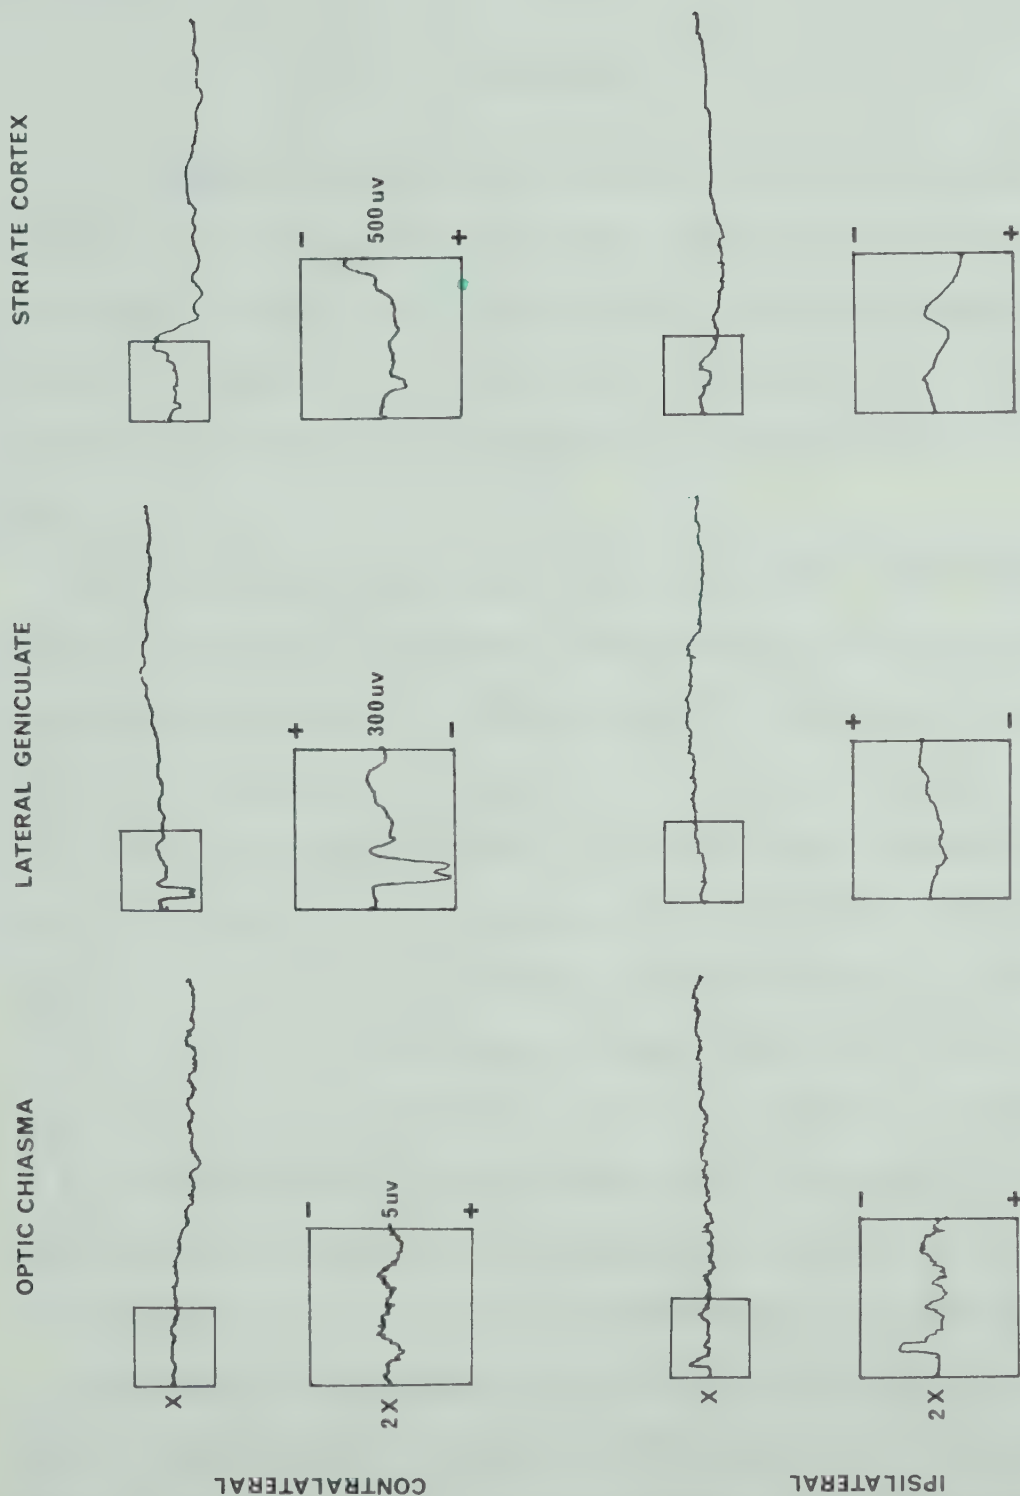 OPTIC CHIASMA LATERAL GENICULATE STRIATE CORTEX
CONTRALATERAL
X
- + -
2X 5uv 300uv 500uv
+ - +
IPSILATERAL
X
- + -
2X
+ - +